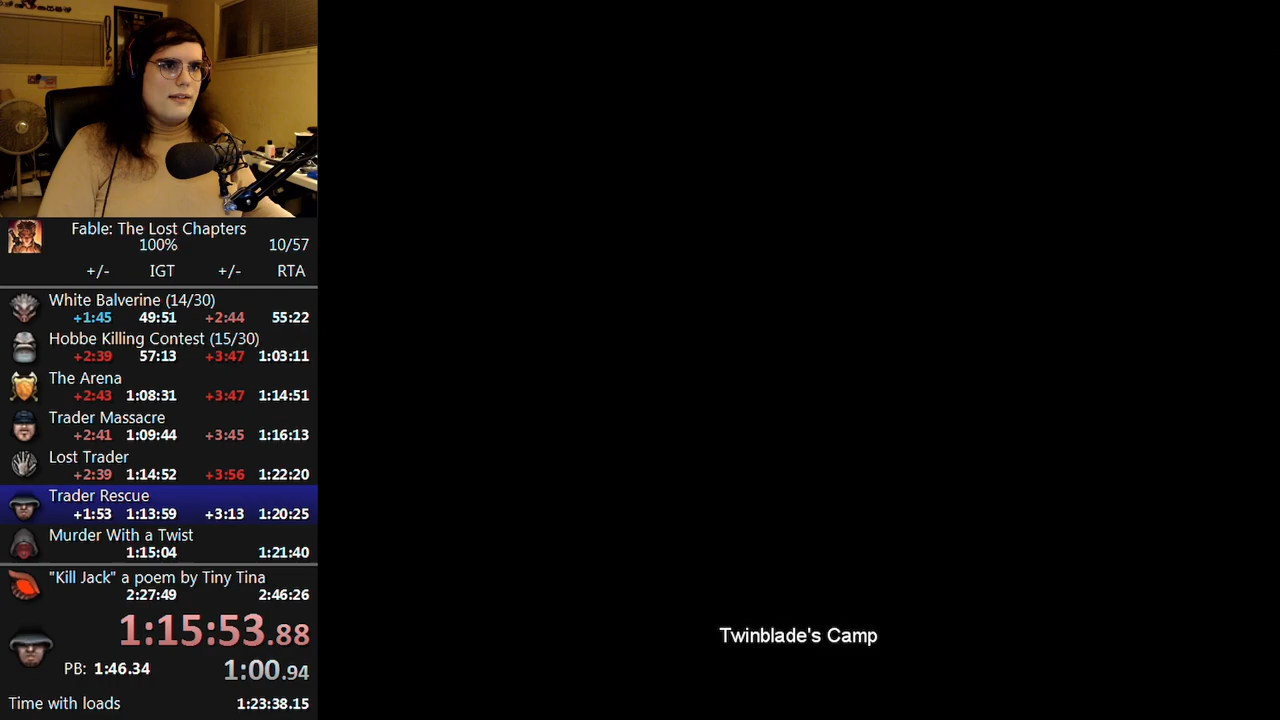 Fable: The Lost Chapters
100% 10/57
+/- IGT +/- RTA
White Balverine (14/30)
+1:45 49:51 +2:44 55:22
Hobbe Killing Contest (15/30)
+2:39 57:13 +3:47 1:03:11
The Arena
+2:43 1:08:31 +3:47 1:14:51
Trader Massacre
+2:41 1:09:44 +3:45 1:16:13
Lost Trader
+2:39 1:14:52 +3:56 1:22:20
Trader Rescue
+1:53 1:13:59 +3:13 1:20:25
Murder With a Twist
1:15:04 1:21:40
"Kill Jack" a poem by Tiny Tina
2:27:49 2:46:26
1:15:53.88
PB: 1:46.34 1:00.94
Time with loads 1:23:38.15
Twinblade's Camp